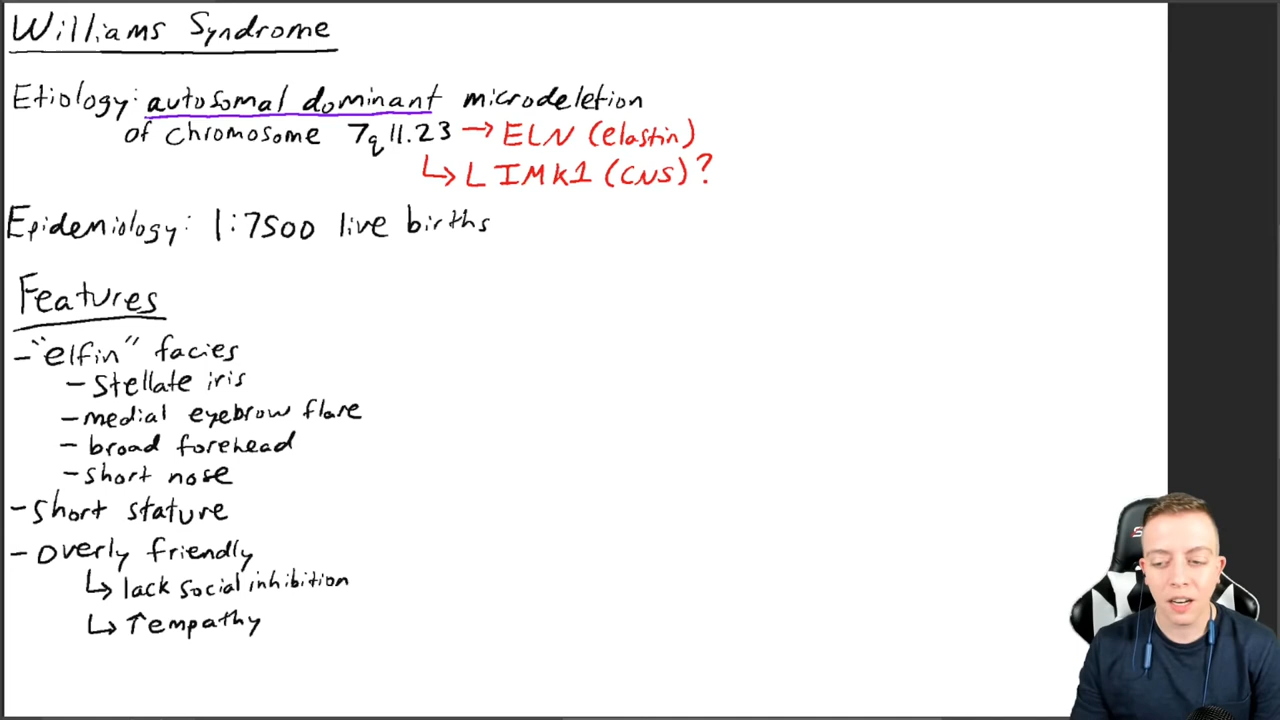 Williams Syndrome
Etiology: autosomal dominant microdeletion
of chromosome 7q11.23 → ELN (elastin)
↳ LIMK1 (CNS)?
Epidemiology: 1:7500 live births
Features
- "elfin" facies
- stellate iris
- medial eyebrow flare
- broad forehead
- short nose
- short stature
- overly friendly
↳ lack social inhibition
↳ ↑empathy